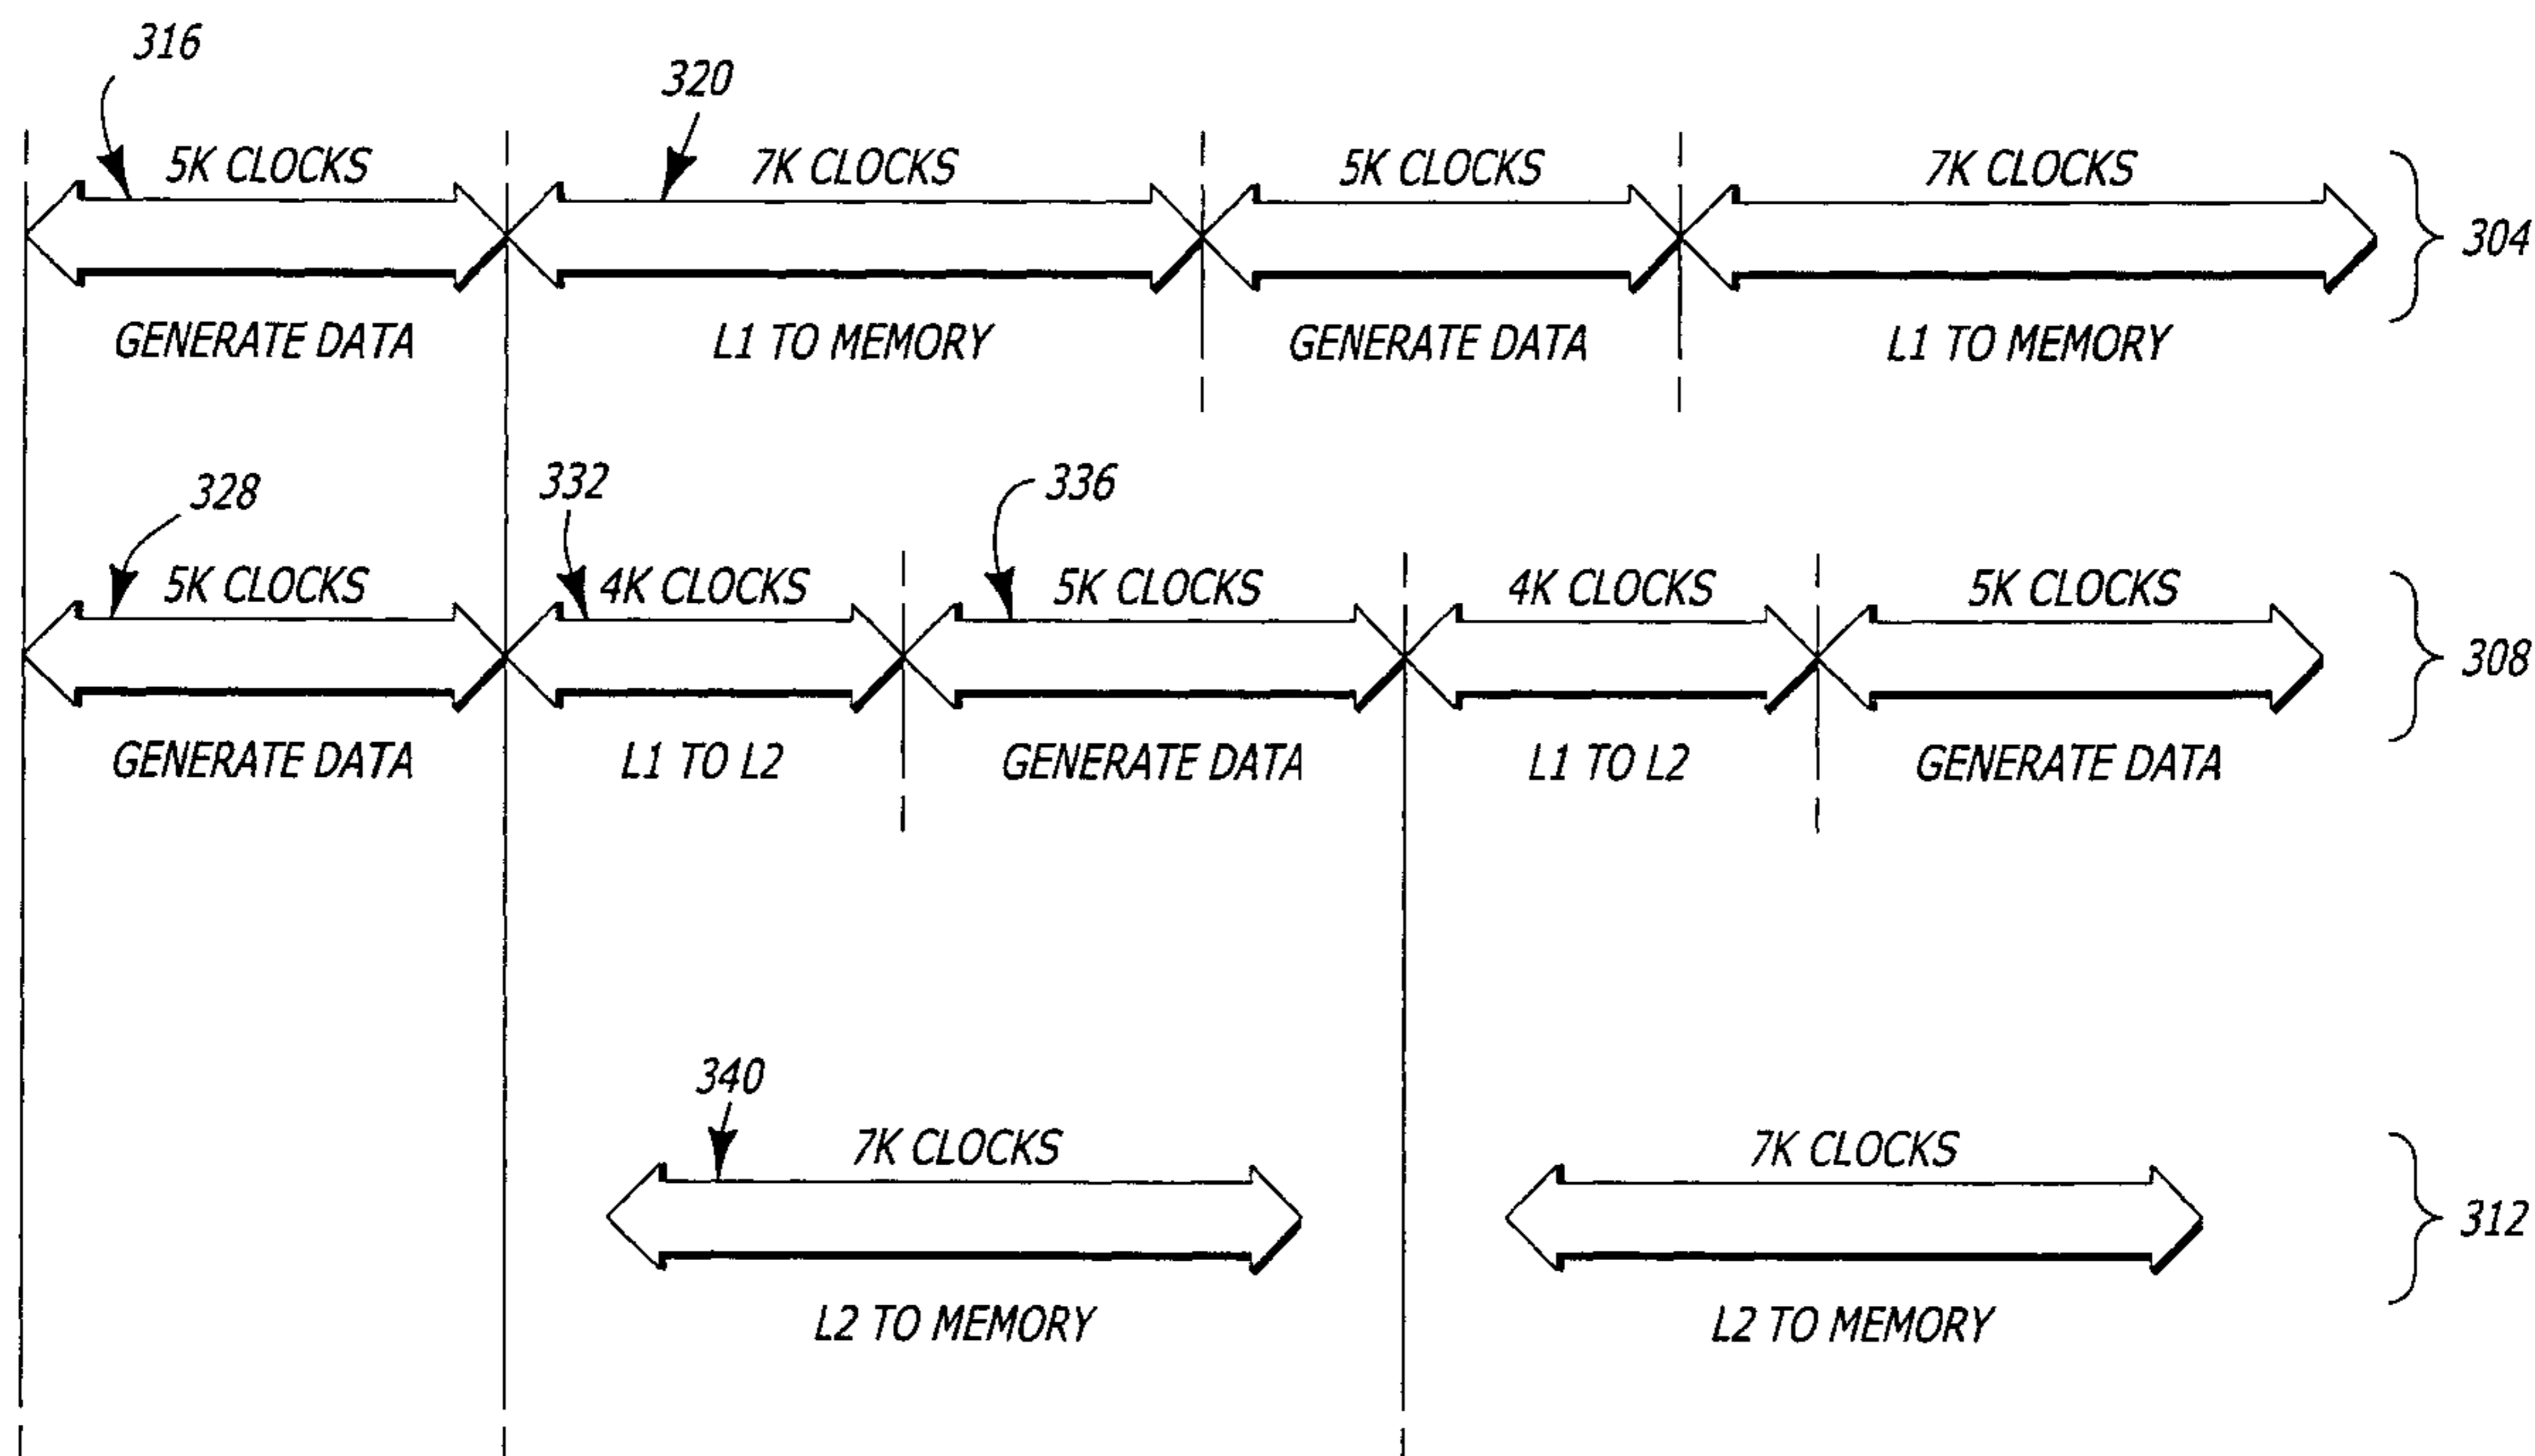 316
320
5K CLOCKS
7K CLOCKS
5K CLOCKS
7K CLOCKS
304
GENERATE DATA
L1 TO MEMORY
GENERATE DATA
L1 TO MEMORY
328
332
336
5K CLOCKS
4K CLOCKS
5K CLOCKS
4K CLOCKS
5K CLOCKS
308
GENERATE DATA
L1 TO L2
GENERATE DATA
L1 TO L2
GENERATE DATA
340
7K CLOCKS
7K CLOCKS
312
L2 TO MEMORY
L2 TO MEMORY